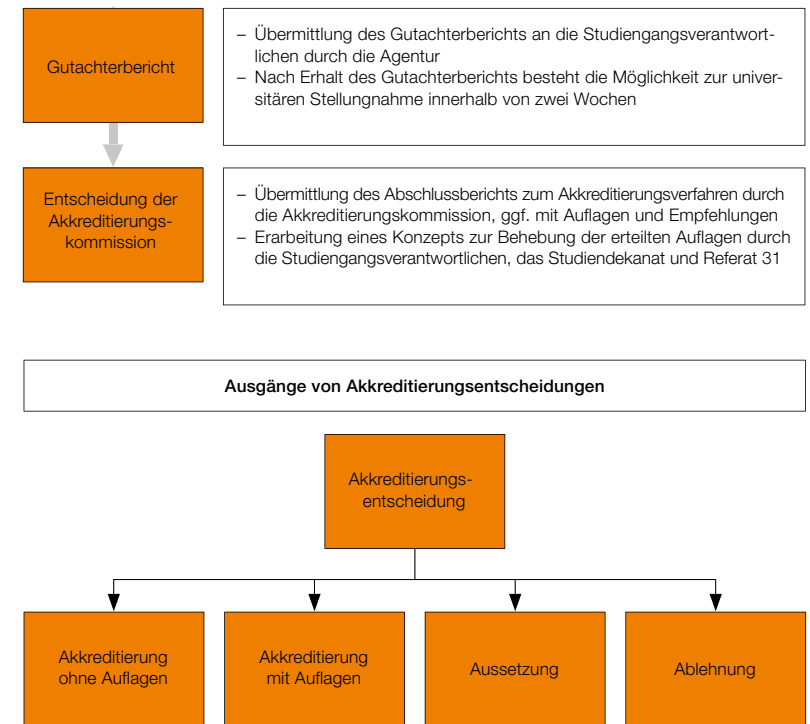 Gutachterbericht
– Übermittlung des Gutachterberichts an die Studiengangsverantwort-
lichen durch die Agentur
– Nach Erhalt des Gutachterberichts besteht die Möglichkeit zur univer-
sitären Stellungnahme innerhalb von zwei Wochen
Entscheidung der
Akkreditierungs-
kommission
– Übermittlung des Abschlussberichts zum Akkreditierungsverfahren durch
die Akkreditierungskommission, ggf. mit Auflagen und Empfehlungen
– Erarbeitung eines Konzepts zur Behebung der erteilten Auflagen durch
die Studiengangsverantwortlichen, das Studiendekanat und Referat 31
Ausgänge von Akkreditierungsentscheidungen
Akkreditierungs-
entscheidung
Akkreditierung
ohne Auflagen
Akkreditierung
mit Auflagen
Aussetzung
Ablehnung